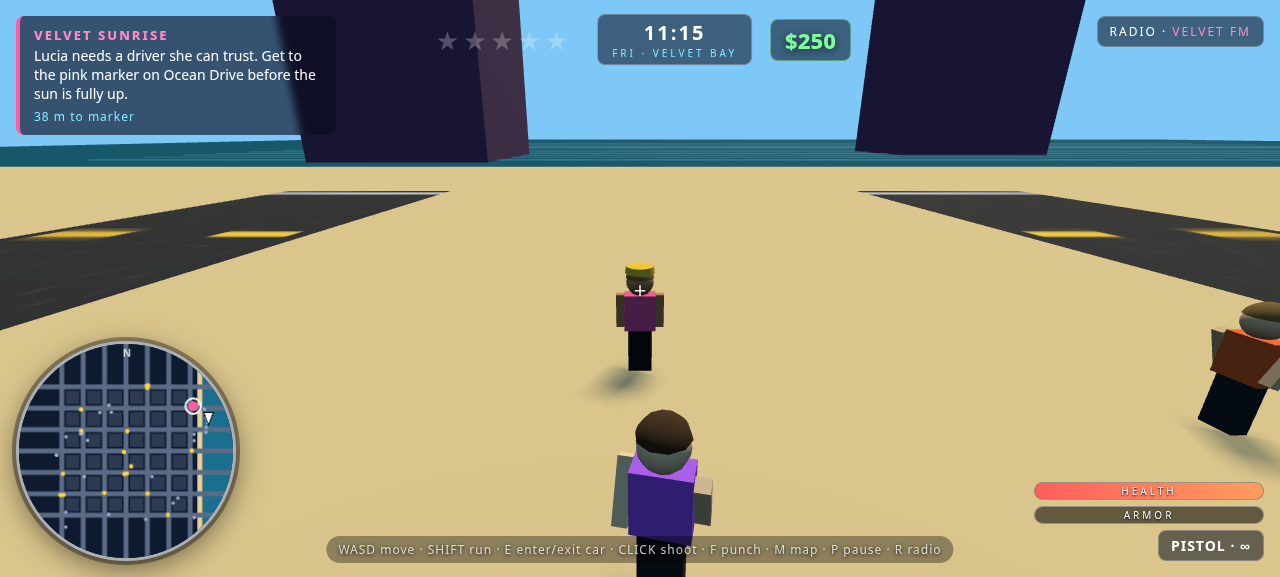 VELVET SUNRISE
Lucia needs a driver she can trust. Get to
the pink marker on Ocean Drive before the
sun is fully up.
38 m to marker
★★★★★
11:15
FRI · VELVET BAY
$250
RADIO · VELVET FM
N
HEALTH
ARMOR
PISTOL · ∞
WASD move · SHIFT run · E enter/exit car · CLICK shoot · F punch · M map · P pause · R radio